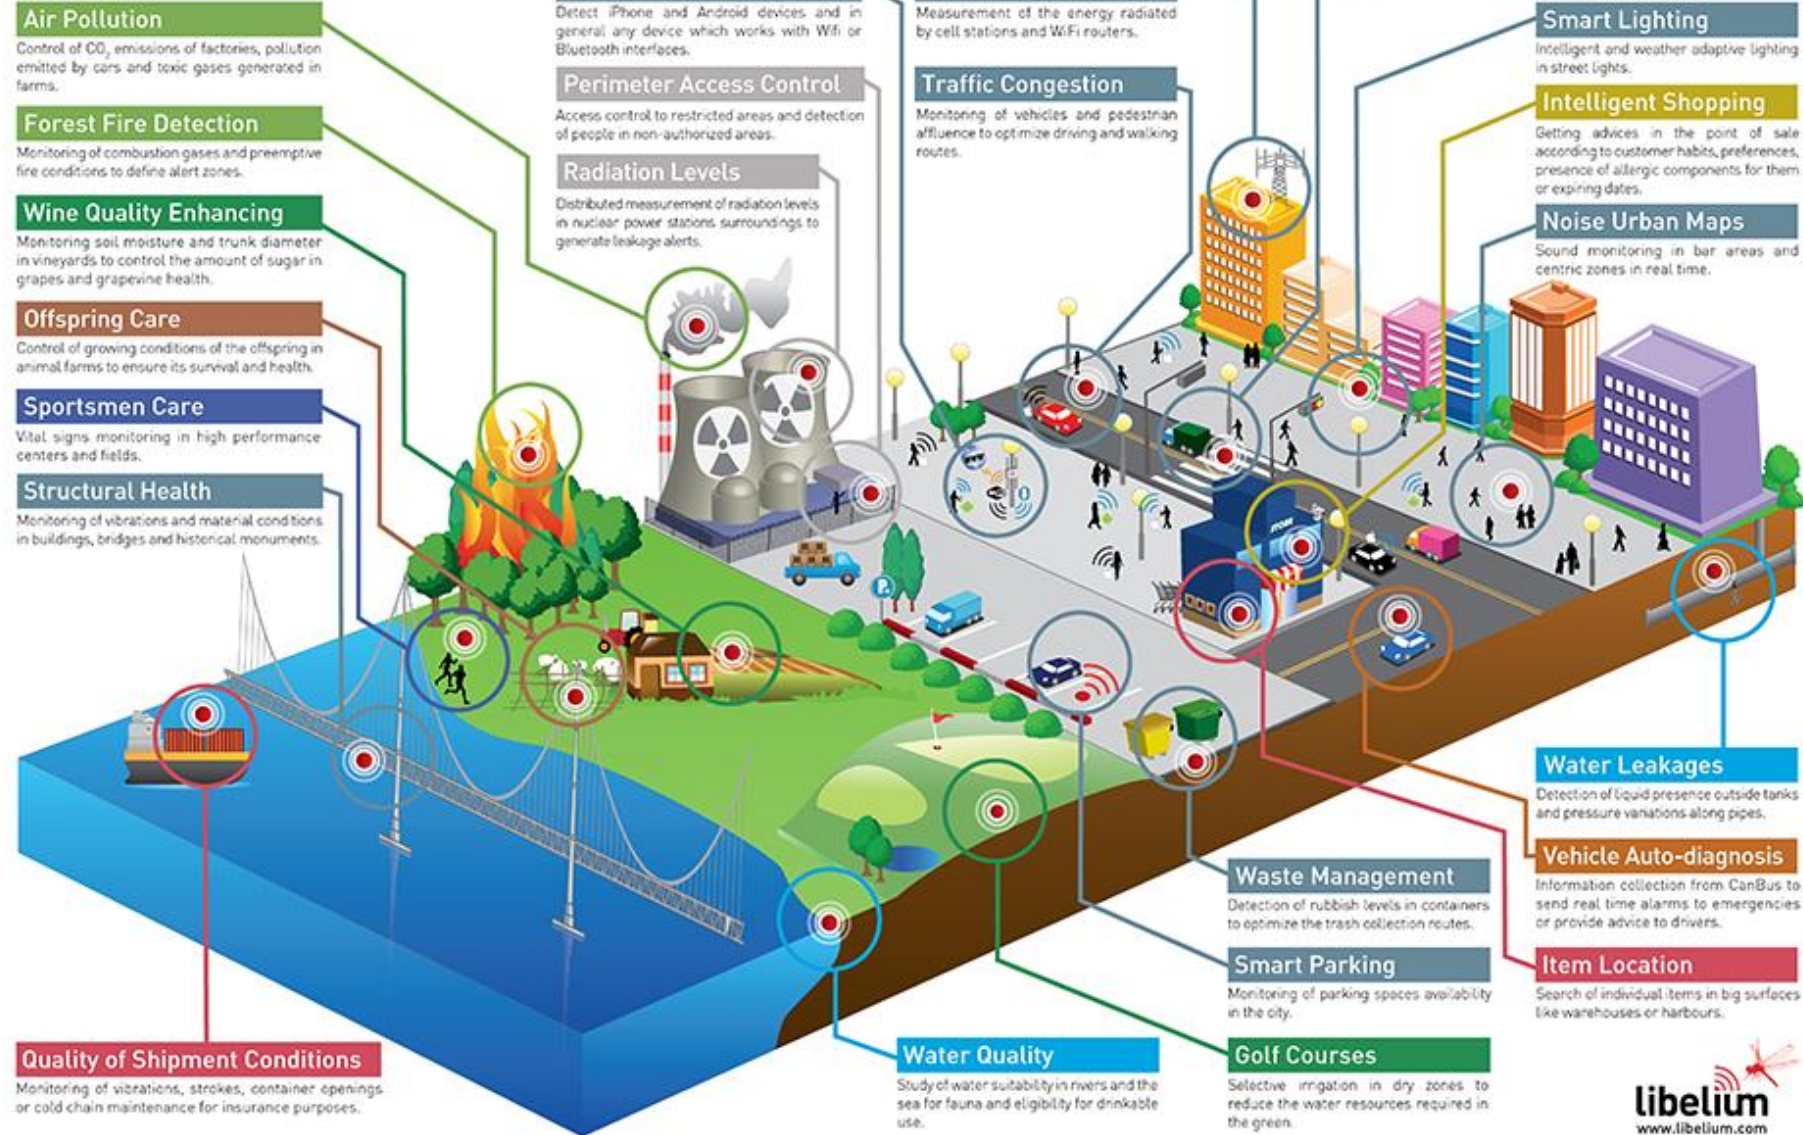 Air Pollution
Control of CO2 emissions of factories, pollution
emitted by cars and toxic gases generated in
farms.
Forest Fire Detection
Monitoring of combustion gases and preemptive
fire conditions to define alert zones.
Wine Quality Enhancing
Monitoring soil moisture and trunk diameter
in vineyards to control the amount of sugar in
grapes and grapevine health.
Offspring Care
Control of growing conditions of the offspring in
animal farms to ensure its survival and health.
Sportsmen Care
Vital signs monitoring in high performance
centers and fields.
Structural Health
Monitoring of vibrations and material conditions
in buildings, bridges and historical monuments.
Quality of Shipment Conditions
Monitoring of vibrations, strokes, container openings
or cold chain maintenance for insurance purposes.
Detect iPhone and Android devices and in
general any device which works with Wifi or
Bluetooth interfaces.
Perimeter Access Control
Access control to restricted areas and detection
of people in non-authorized areas.
Radiation Levels
Distributed measurement of radiation levels
in nuclear power stations surroundings to
generate leakage alerts.
Measurement of the energy radiated
by cell stations and WiFi routers.
Traffic Congestion
Monitoring of vehicles and pedestrian
affluence to optimize driving and walking
routes.
Smart Lighting
Intelligent and weather adaptive lighting
in street lights.
Intelligent Shopping
Getting advices in the point of sale
according to customer habits, preferences,
presence of allergic components for them
or expiring dates.
Noise Urban Maps
Sound monitoring in bar areas and
centric zones in real time.
STORE
P
Water Leakages
Detection of liquid presence outside tanks
and pressure variations along pipes.
Vehicle Auto-diagnosis
Information collection from CanBus to
send real time alarms to emergencies
or provide advice to drivers.
Item Location
Search of individual items in big surfaces
like warehouses or harbours.
Waste Management
Detection of rubbish levels in containers
to optimize the trash collection routes.
Smart Parking
Monitoring of parking spaces availability
in the city.
Golf Courses
Selective irrigation in dry zones to
reduce the water resources required in
the green.
Water Quality
Study of water suitability in rivers and the
sea for fauna and eligibility for drinkable
use.
libelium
www.libelium.com